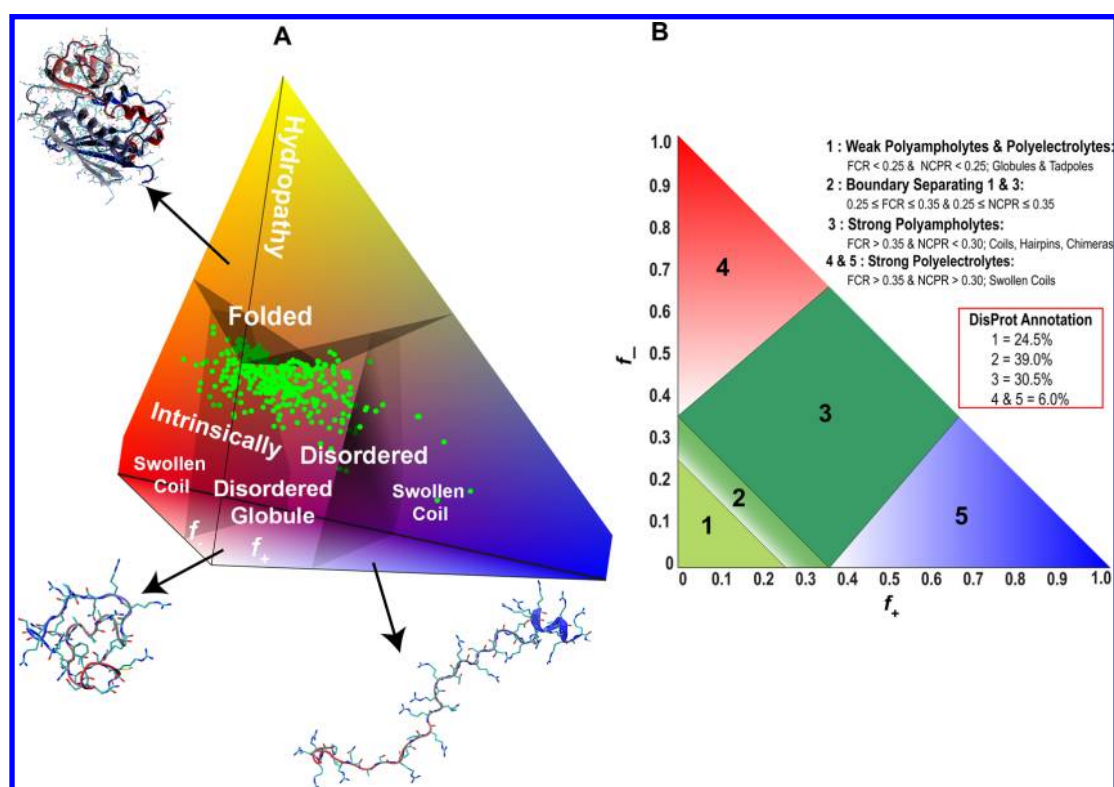 A
Hydropathy
Folded
Intrinsically
Disordered
Swollen
Coil
Disordered
Globule
Swollen
Coil
f-
f+
B
1 : Weak Polyampholytes & Polyelectrolytes:
FCR < 0.25 & NCPR < 0.25; Globules & Tadpoles
2 : Boundary Separating 1 & 3:
0.25 ≤ FCR ≤ 0.35 & 0.25 ≤ NCPR ≤ 0.35
3 : Strong Polyampholytes:
FCR > 0.35 & NCPR < 0.30; Coils, Hairpins, Chimeras
4 & 5 : Strong Polyelectrolytes:
FCR > 0.35 & NCPR > 0.30; Swollen Coils
DisProt Annotation
1 = 24.5%
2 = 39.0%
3 = 30.5%
4 & 5 = 6.0%
1.0
0.9
0.8
0.7
0.6
0.5
0.4
0.3
0.2
0.1
0
f_
4
3
2
1
5
0 0.1 0.2 0.3 0.4 0.5 0.6 0.7 0.8 0.9 1.0
f+